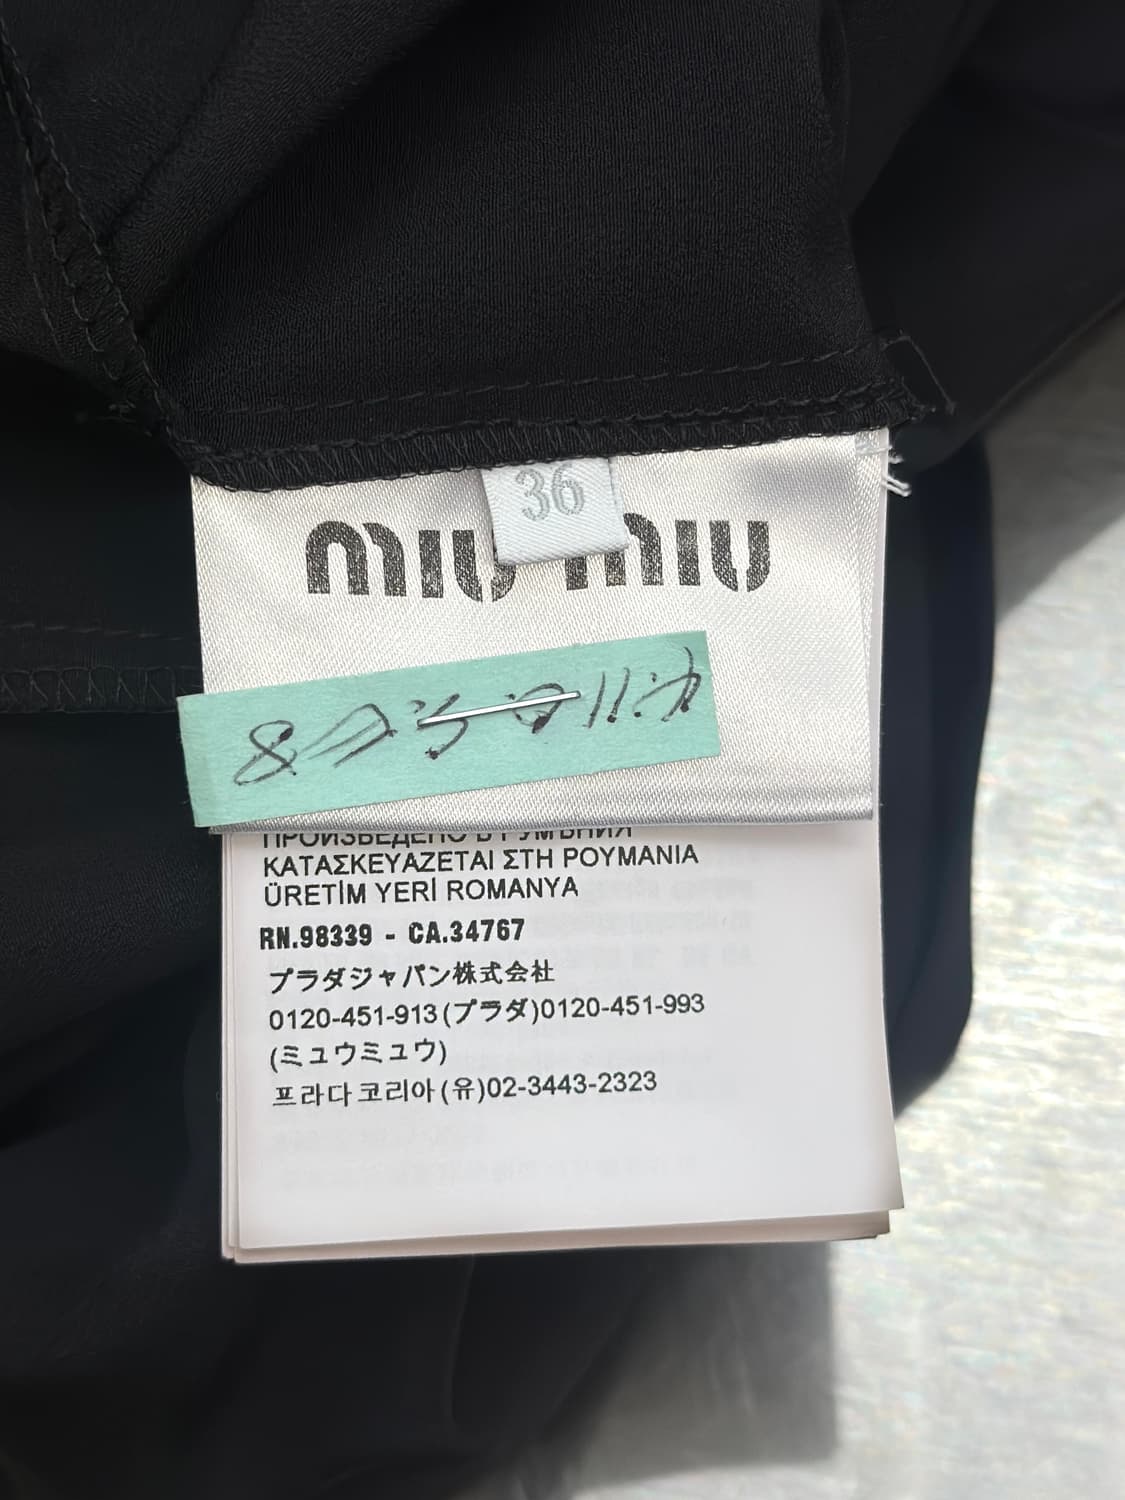 36
miu miu
ПРОИЗВЕДЕНО В РУМЪНИЯ
ΚΑΤΑΣΚΕΥΑΖΕΤΑΙ ΣΤΗ ΡΟΥΜΑΝΙΑ
ÜRETİM YERİ ROMANYA
RN.98339 - CA.34767
プラダジャパン株式会社
0120-451-913(プラダ)0120-451-993
(ミュウミュウ)
프라다코리아(유)02-3443-2323